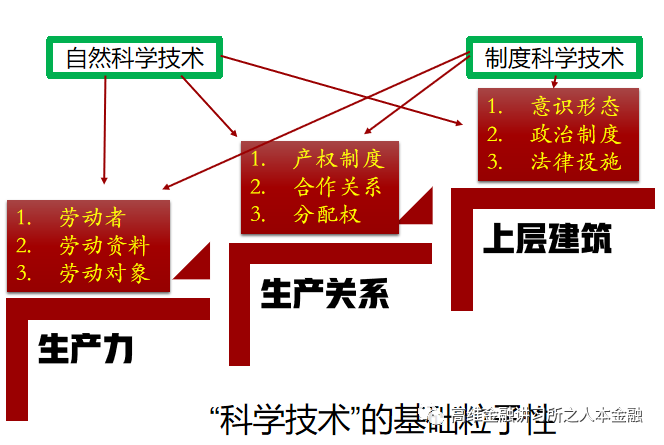 自然科学技术
制度科学技术
1. 意识形态
2. 政治制度
3. 法律设施
1. 产权制度
2. 合作关系
3. 分配权
1. 劳动者
2. 劳动资料
3. 劳动对象
上层建筑
生产关系
生产力
“科学技术”的基础粒子性
高维金融讲习所之人本金融